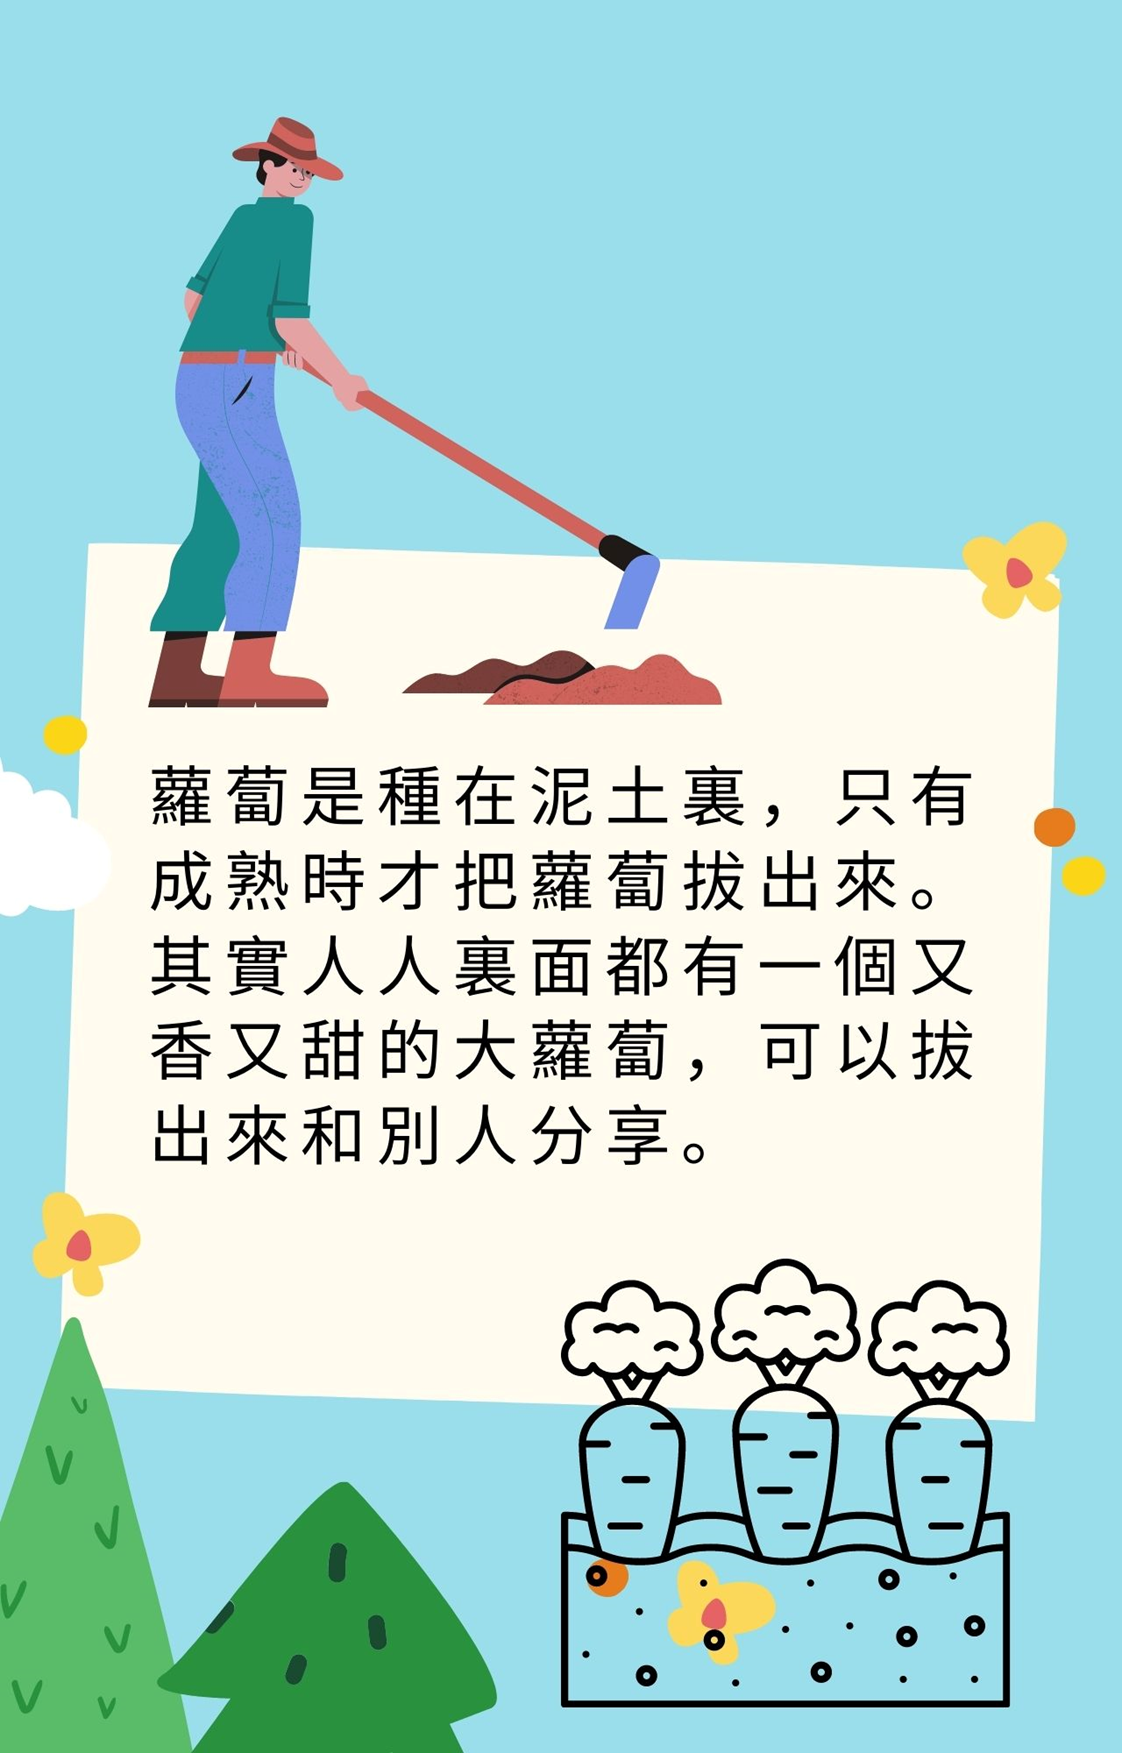 蘿蔔是種在泥土裏，只有
成熟時才把蘿蔔拔出來。
其實人人裏面都有一個又
香又甜的大蘿蔔，可以拔
出來和別人分享。